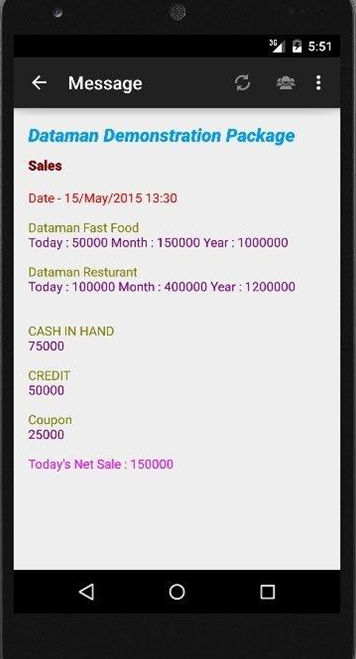 3G 5:51
Message
Dataman Demonstration Package
Sales
Date - 15/May/2015 13:30
Dataman Fast Food
Today : 50000 Month : 150000 Year : 1000000
Dataman Resturant
Today : 100000 Month : 400000 Year : 1200000
CASH IN HAND
75000
CREDIT
50000
Coupon
25000
Today's Net Sale : 150000